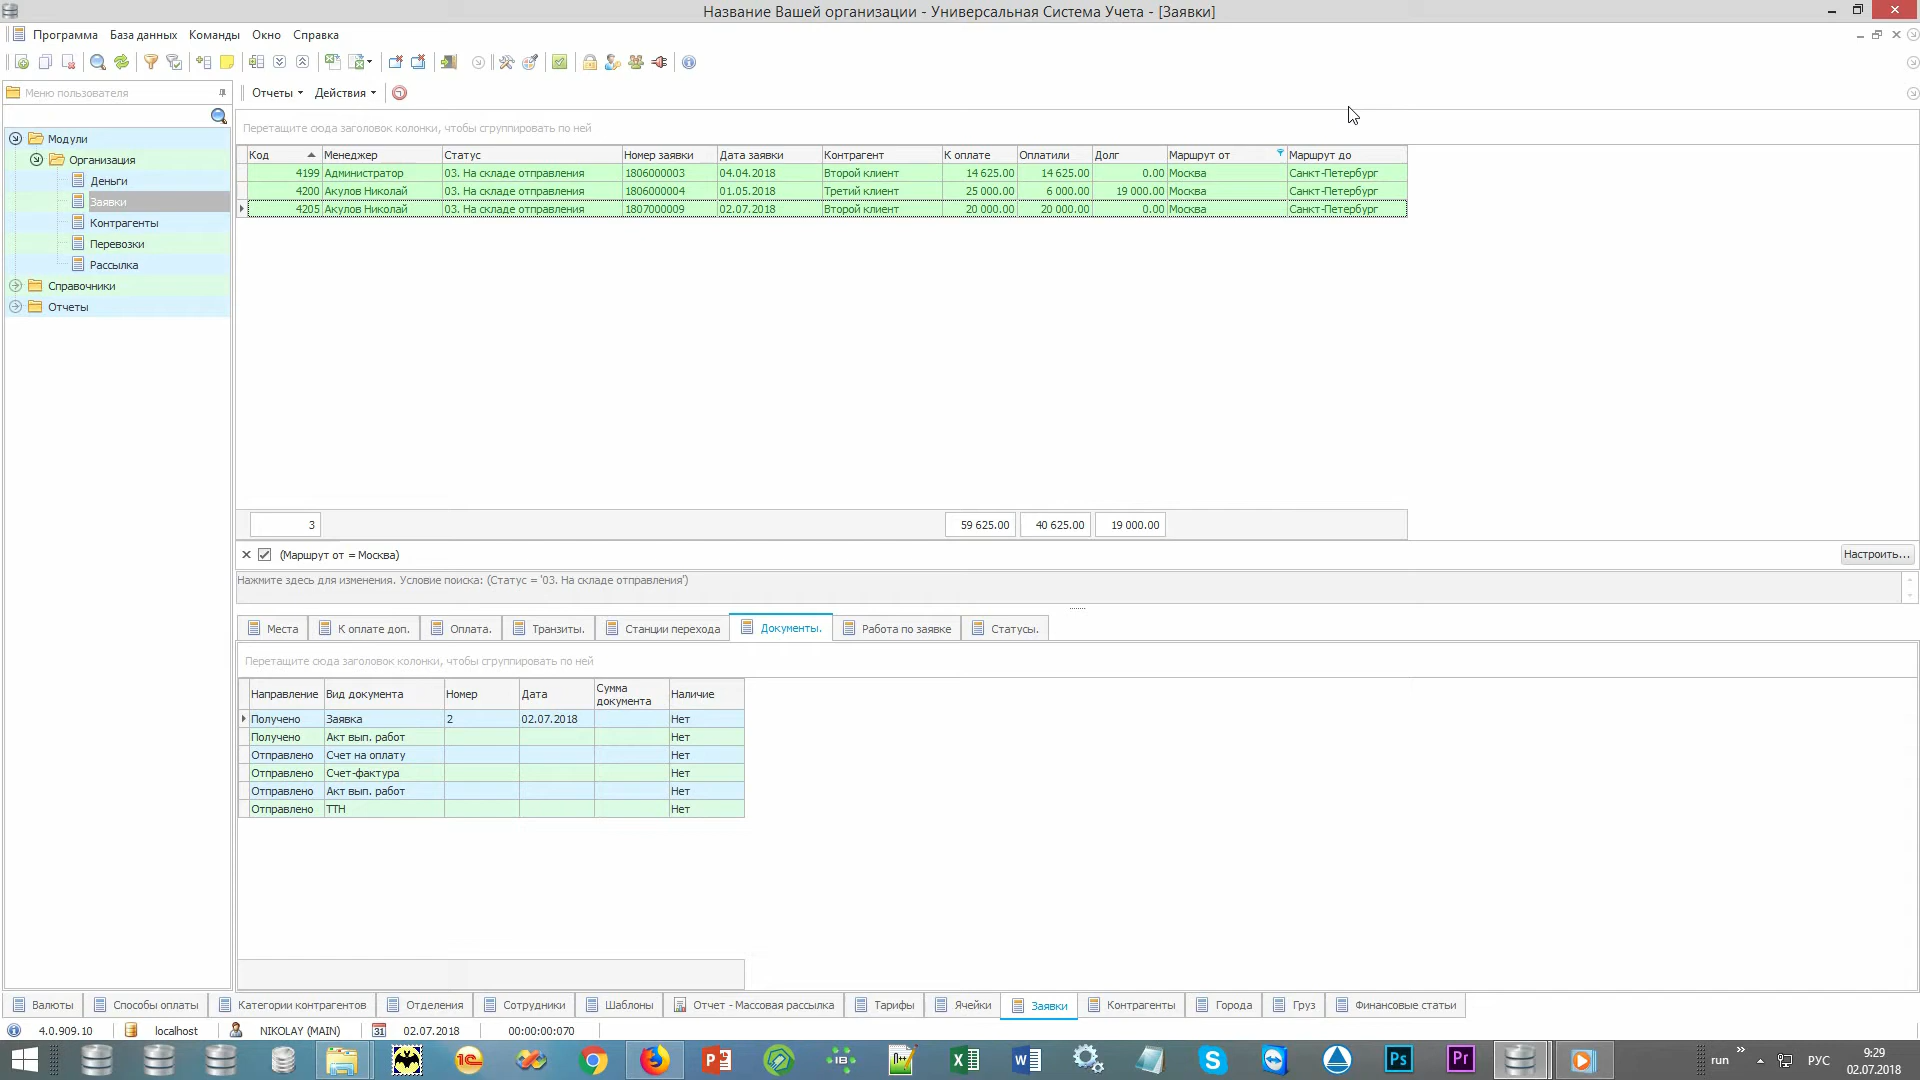 Название Вашей организации - Универсальная Система Учета - [Заявки]
Программа База данных Команды Окно Справка
Меню пользователя
Отчеты Действия
Перетащите сюда заголовок колонки, чтобы сгруппировать по ней
Модули
Организация
Деньги
Заявки
Контрагенты
Перевозки
Рассылка
Справочники
Отчеты
Код Менеджер Статус Номер заявки Дата заявки Контрагент К оплате Оплатили Долг Маршрут от Маршрут до
4199 Администратор 03. На складе отправления 1806000003 04.04.2018 Второй клиент 14 625.00 14 625.00 0.00 Москва Санкт-Петербург
4200 Акулов Николай 03. На складе отправления 1806000004 01.05.2018 Третий клиент 25 000.00 6 000.00 19 000.00 Москва Санкт-Петербург
4205 Акулов Николай 03. На складе отправления 1807000009 02.07.2018 Второй клиент 20 000.00 20 000.00 0.00 Москва Санкт-Петербург
3 59 625.00 40 625.00 19 000.00
(Маршрут от = Москва) Настроить...
Нажмите здесь для изменения. Условие поиска: (Статус = '03. На складе отправления')
Места К оплате доп. Оплата. Транзиты. Станции перехода Документы. Работа по заявке Статусы.
Перетащите сюда заголовок колонки, чтобы сгруппировать по ней
Направление Вид документа Номер Дата Сумма документа Наличие
Получено Заявка 2 02.07.2018 Нет
Получено Акт вып. работ Нет
Отправлено Счет на оплату Нет
Отправлено Счет-фактура Нет
Отправлено Акт вып. работ Нет
Отправлено ТТН Нет
Валюты Способы оплаты Категории контрагентов Отделения Сотрудники Шаблоны Отчет - Массовая рассылка Тарифы Ячейки Заявки Контрагенты Города Груз Финансовые статьи
4.0.909.10 localhost NIKOLAY (MAIN) 31 02.07.2018 00:00:00:070
run РУС 9:29
02.07.2018